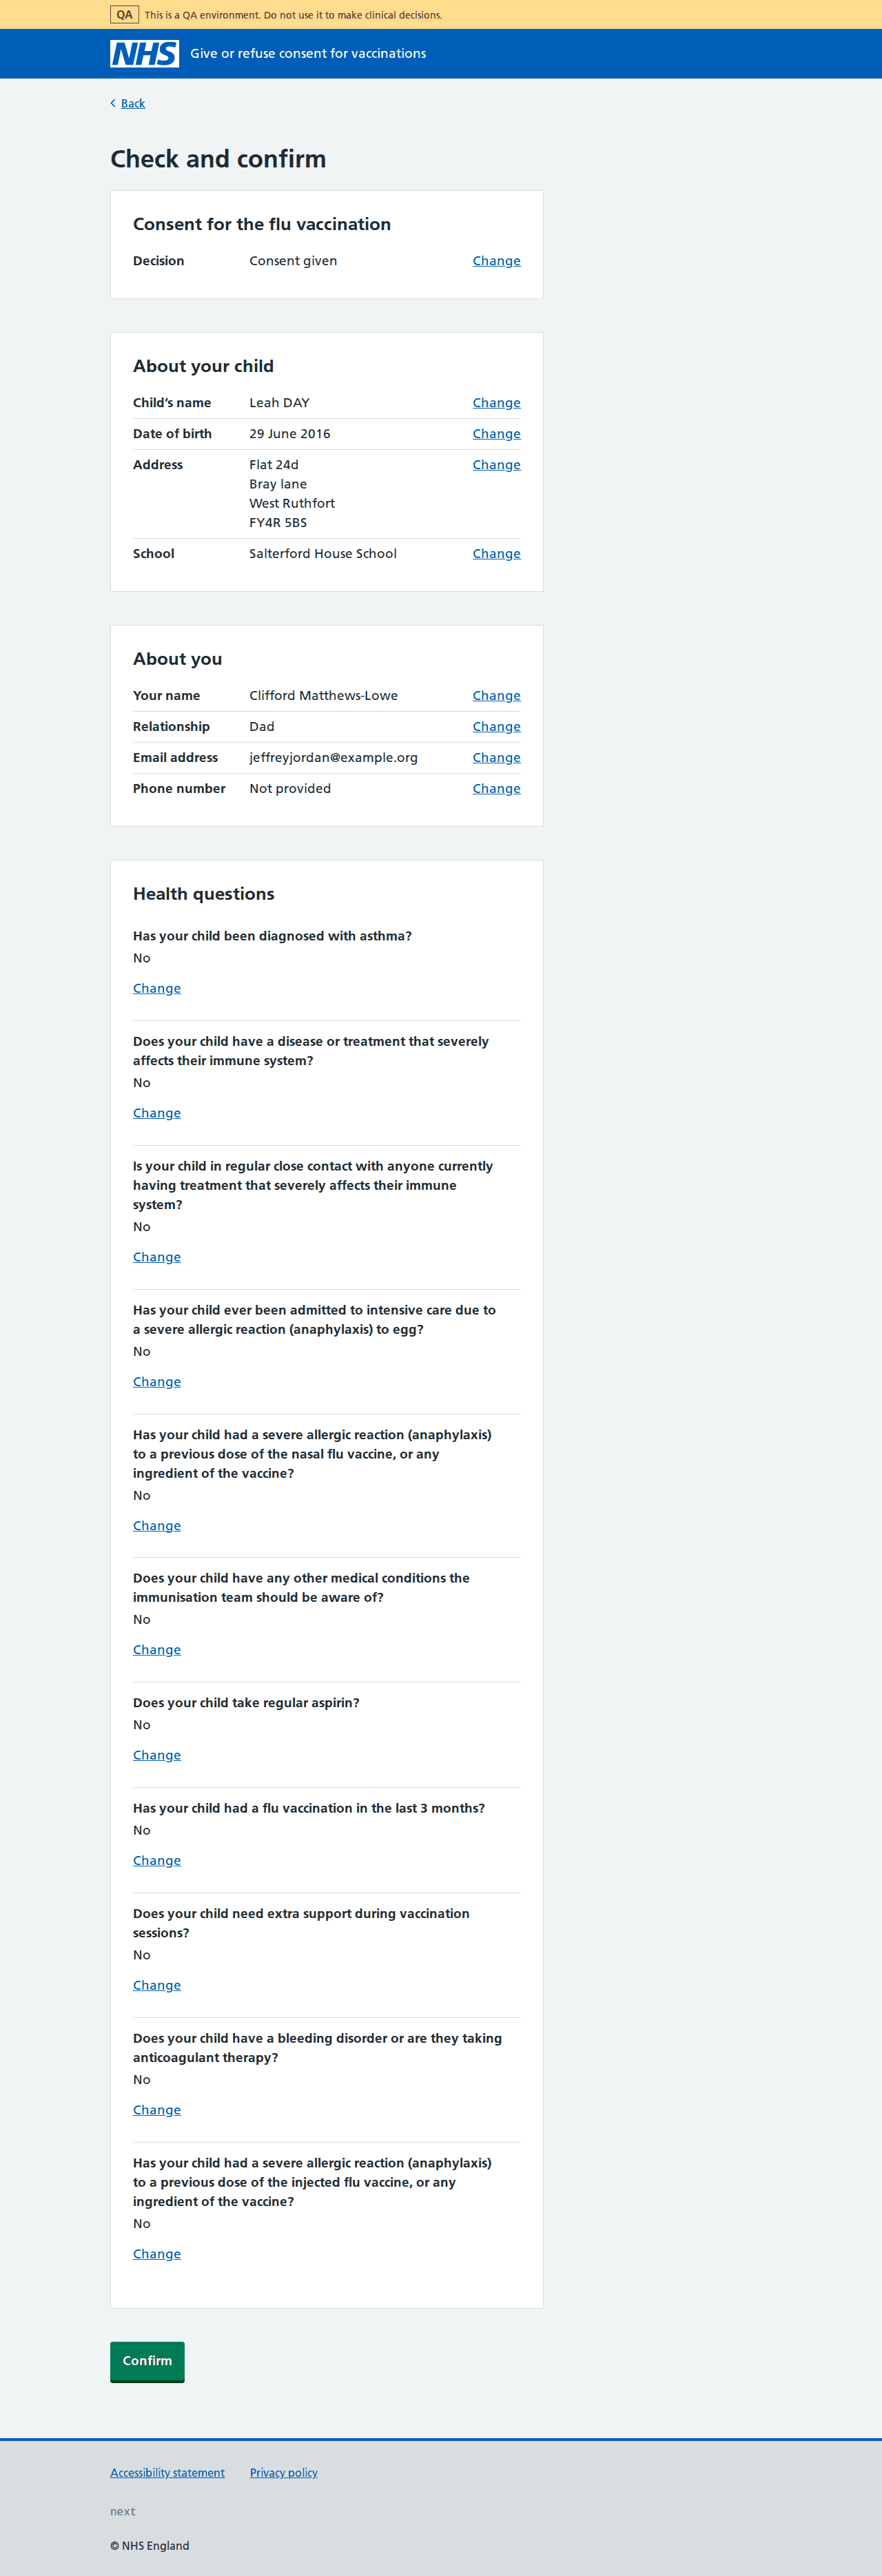 QA This is a QA environment. Do not use it to make clinical decisions.
NHS Give or refuse consent for vaccinations
Back
Check and confirm
Consent for the flu vaccination
Decision Consent given Change
About your child
Child’s name Leah DAY Change
Date of birth 29 June 2016 Change
Address Flat 24d Change
Bray lane
West Ruthfort
FY4R 5BS
School Salterford House School Change
About you
Your name Clifford Matthews-Lowe Change
Relationship Dad Change
Email address jeffreyjordan@example.org Change
Phone number Not provided Change
Health questions
Has your child been diagnosed with asthma?
No
Change
Does your child have a disease or treatment that severely
affects their immune system?
No
Change
Is your child in regular close contact with anyone currently
having treatment that severely affects their immune
system?
No
Change
Has your child ever been admitted to intensive care due to
a severe allergic reaction (anaphylaxis) to egg?
No
Change
Has your child had a severe allergic reaction (anaphylaxis)
to a previous dose of the nasal flu vaccine, or any
ingredient of the vaccine?
No
Change
Does your child have any other medical conditions the
immunisation team should be aware of?
No
Change
Does your child take regular aspirin?
No
Change
Has your child had a flu vaccination in the last 3 months?
No
Change
Does your child need extra support during vaccination
sessions?
No
Change
Does your child have a bleeding disorder or are they taking
anticoagulant therapy?
No
Change
Has your child had a severe allergic reaction (anaphylaxis)
to a previous dose of the injected flu vaccine, or any
ingredient of the vaccine?
No
Change
Confirm
Accessibility statement Privacy policy
next
© NHS England